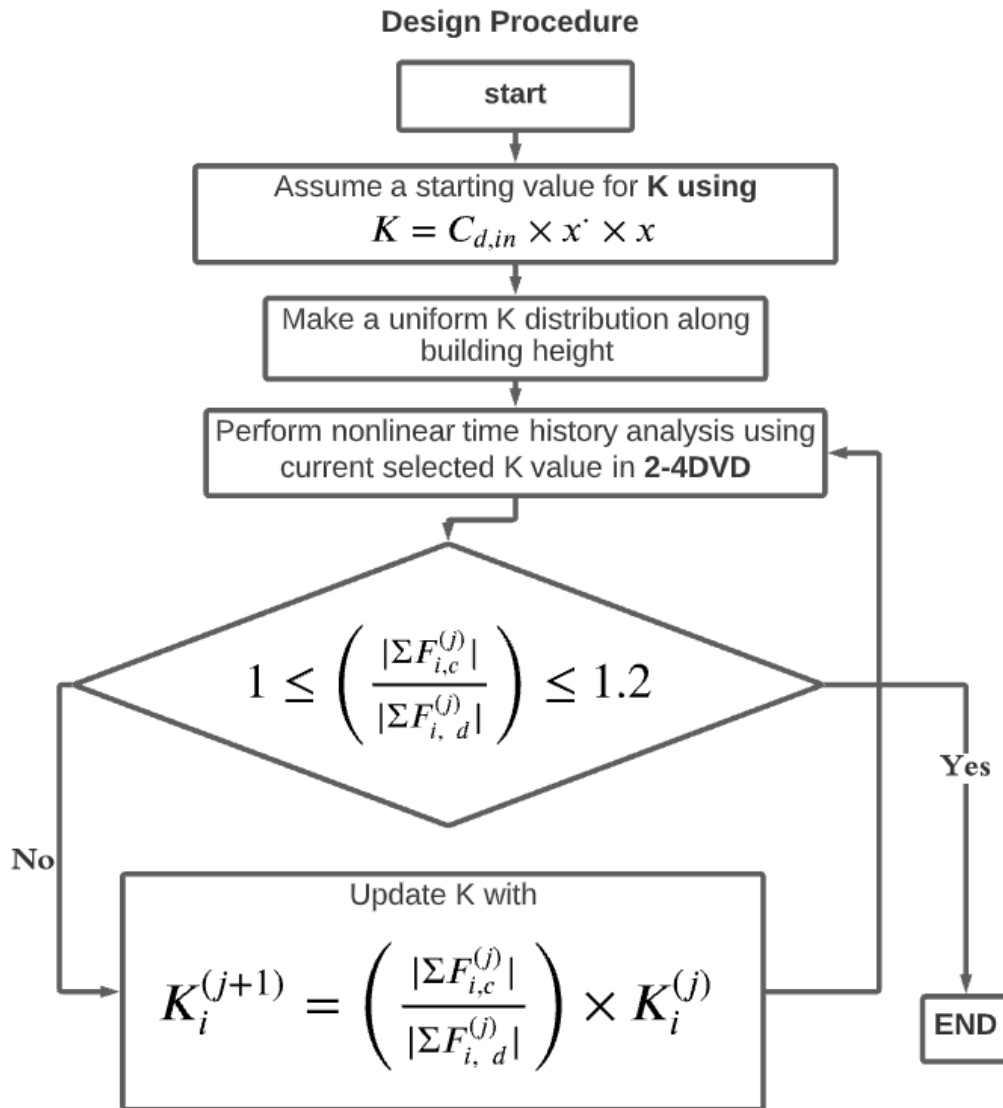 Design Procedure
start
Assume a starting value for K using
K = C_{d,in} × x˙ × x
Make a uniform K distribution along
building height
Perform nonlinear time history analysis using
current selected K value in 2-4DVD
1 ≤ ( |ΣF_{i,c}^{(j)}| / |ΣF_{i, d}^{(j)}| ) ≤ 1.2
Yes
No
Update K with
K_i^{(j+1)} = ( |ΣF_{i,c}^{(j)}| / |ΣF_{i, d}^{(j)}| ) × K_i^{(j)}
END